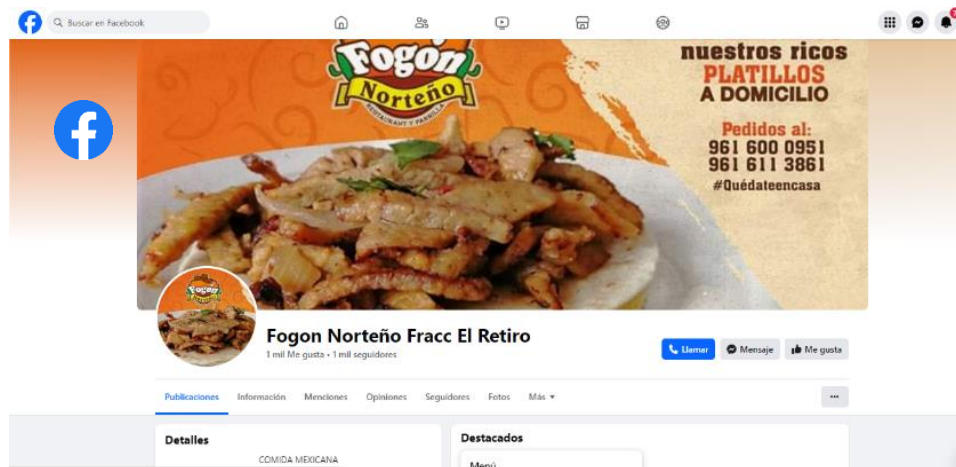 Buscar en Facebook
Fogón
Norteño
RESTAURANT Y PARRILLA
nuestros ricos
PLATILLOS
A DOMICILIO
Pedidos al:
961 600 0951
961 611 3861
#Quédateencasa
Fogón
Norteño
Fogon Norteño Fracc El Retiro
1 mil Me gusta • 1 mil seguidores
Llamar
Mensaje
Me gusta
Publicaciones Información Menciones Opiniones Seguidores Fotos Más
Detalles
Destacados
COMIDA MEXICANA
Menú